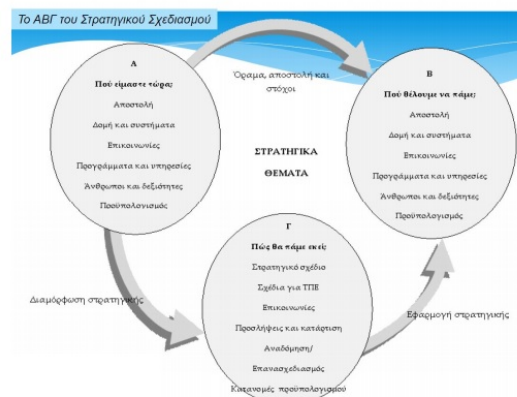 Το ΑΒΓ του Στρατηγικού Σχεδιασμού
Α
Πού είμαστε τώρα;
Αποστολή
Δομή και συστήματα
Επικοινωνίες
Προγράμματα και υπηρεσίες
Άνθρωποι και δεξιότητες
Προϋπολογισμός
Όραμα, αποστολή και
στόχοι
Β
Πού θέλουμε να πάμε;
Αποστολή
Δομή και συστήματα
Επικοινωνίες
Προγράμματα και υπηρεσίες
Άνθρωποι και δεξιότητες
Προϋπολογισμός
ΣΤΡΑΤΗΓΙΚΑ
ΘΕΜΑΤΑ
Γ
Πώς θα πάμε εκεί;
Στρατηγικό σχέδιο
Σχέδια για ΤΠΕ
Επικοινωνίες
Προσλήψεις και κατάρτιση
Αναδόμηση/
Επανασχεδιασμός
Κατανομές προϋπολογισμού
Διαμόρφωση στρατηγικής
Εφαρμογή στρατηγικής